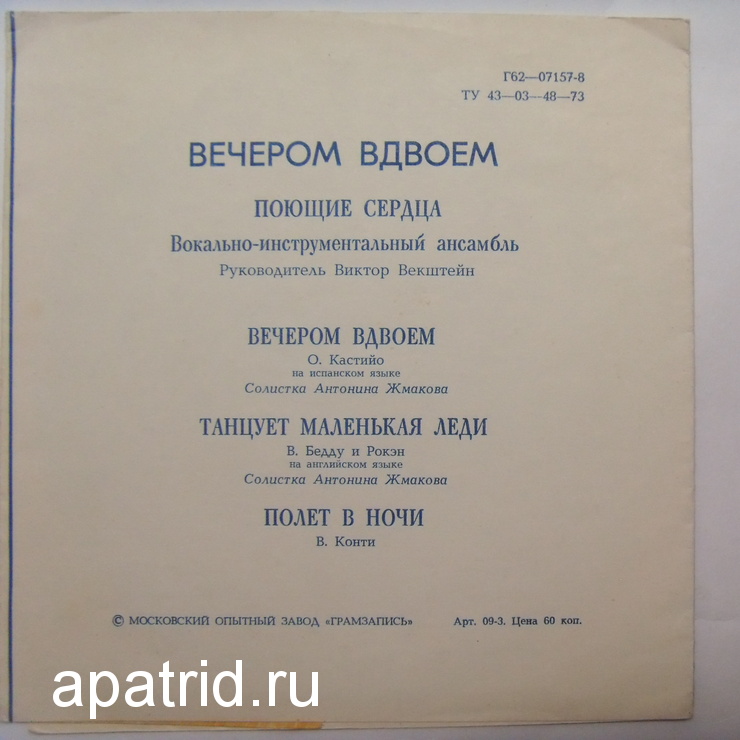 Г62—07157-8
ТУ 43—03—48—73
ВЕЧЕРОМ ВДВОЕМ
ПОЮЩИЕ СЕРДЦА
Вокально-инструментальный ансамбль
Руководитель Виктор Векштейн
ВЕЧЕРОМ ВДВОЕМ
О. Кастийо
на испанском языке
Солистка Антонина Жмакова
ТАНЦУЕТ МАЛЕНЬКАЯ ЛЕДИ
В. Бедду и Рокэн
на английском языке
Солистка Антонина Жмакова
ПОЛЕТ В НОЧИ
В. Конти
© МОСКОВСКИЙ ОПЫТНЫЙ ЗАВОД «ГРАМЗАПИСЬ» Арт. 09-3. Цена 60 коп.
apatrid.ru